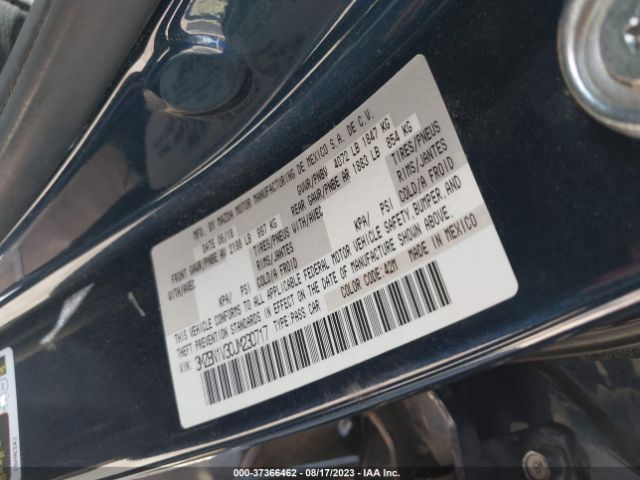 MFD. BY MAZDA MOTOR MANUFACTURING DE MEXICO S.A. DE C.V.
DATE 06/18 GVWR/PNBV 4072 LB 1847 KG
FRONT GAWR/PNBE AV 2198 LB 997 KG REAR GAWR/PNBE AR 1883 LB 854 KG
WITH/AVEC TIRES/PNEUS WITH/AVEC TIRES/PNEUS
RIMS/JANTES RIMS/JANTES
KPA/ PSI/ COLD/A FROID KPA/ PSI/ COLD/A FROID
THIS VEHICLE CONFORMS TO ALL APPLICABLE FEDERAL MOTOR VEHICLE SAFETY, BUMPER, AND
THEFT PREVENTION STANDARDS IN EFFECT ON THE DATE OF MANUFACTURE SHOWN ABOVE.
VIN: 3MZBN1V30JM230717 TYPE:PASS CAR COLOR CODE: 42M MADE IN MEXICO
000-37366462 - 08/17/2023 - IAA Inc.